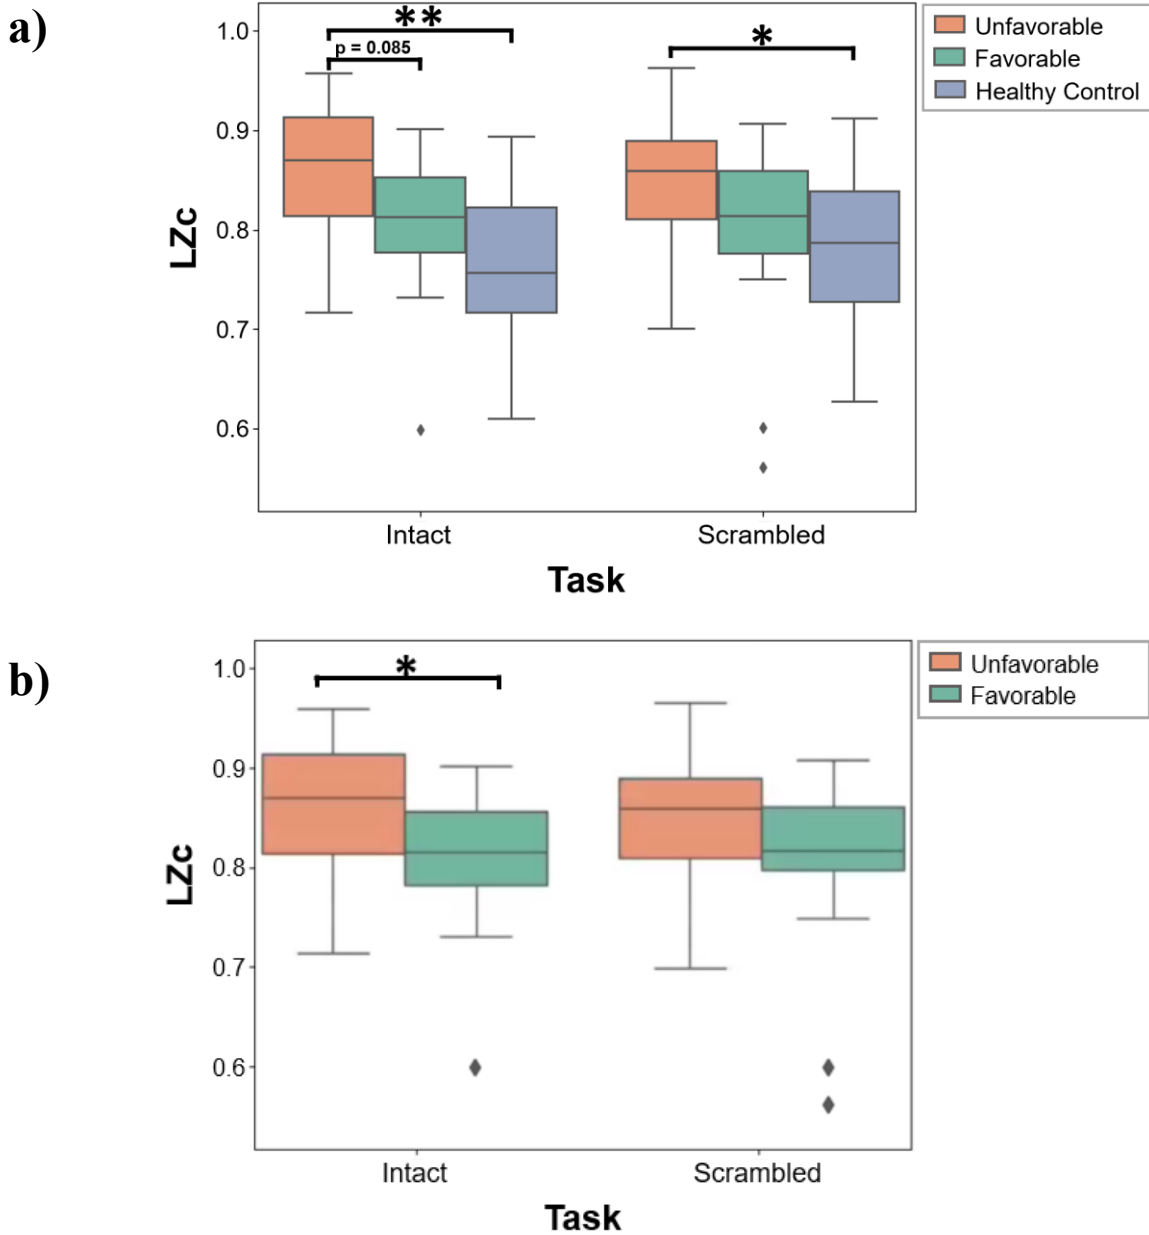 a)
**
p = 0.085
*
Unfavorable
Favorable
Healthy Control
1.0
0.9
0.8
0.7
0.6
LZc
Intact
Scrambled
Task
b)
*
Unfavorable
Favorable
1.0
0.9
0.8
0.7
0.6
LZc
Intact
Scrambled
Task